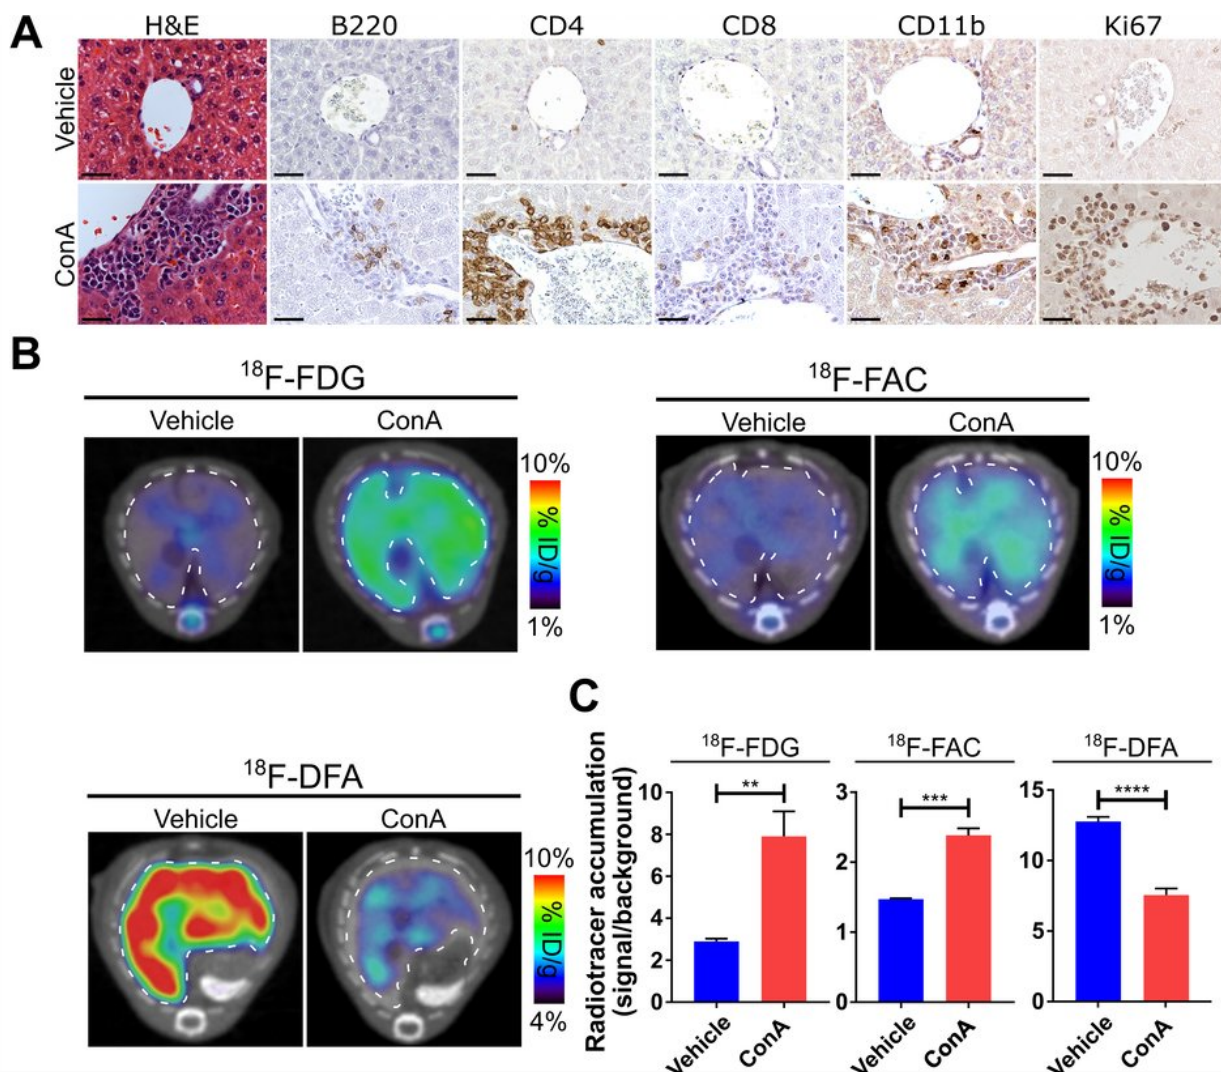 A
H&E B220 CD4 CD8 CD11b Ki67
Vehicle
ConA
B
¹⁸F-FDG
Vehicle ConA
10%
% ID/g
1%
¹⁸F-FAC
Vehicle ConA
10%
% ID/g
1%
¹⁸F-DFA
Vehicle ConA
10%
% ID/g
4%
C
Radiotracer accumulation
(signal/background)
¹⁸F-FDG
**
10
8
6
4
2
0
Vehicle ConA
¹⁸F-FAC
***
3
2
1
0
Vehicle ConA
¹⁸F-DFA
****
15
10
5
0
Vehicle ConA